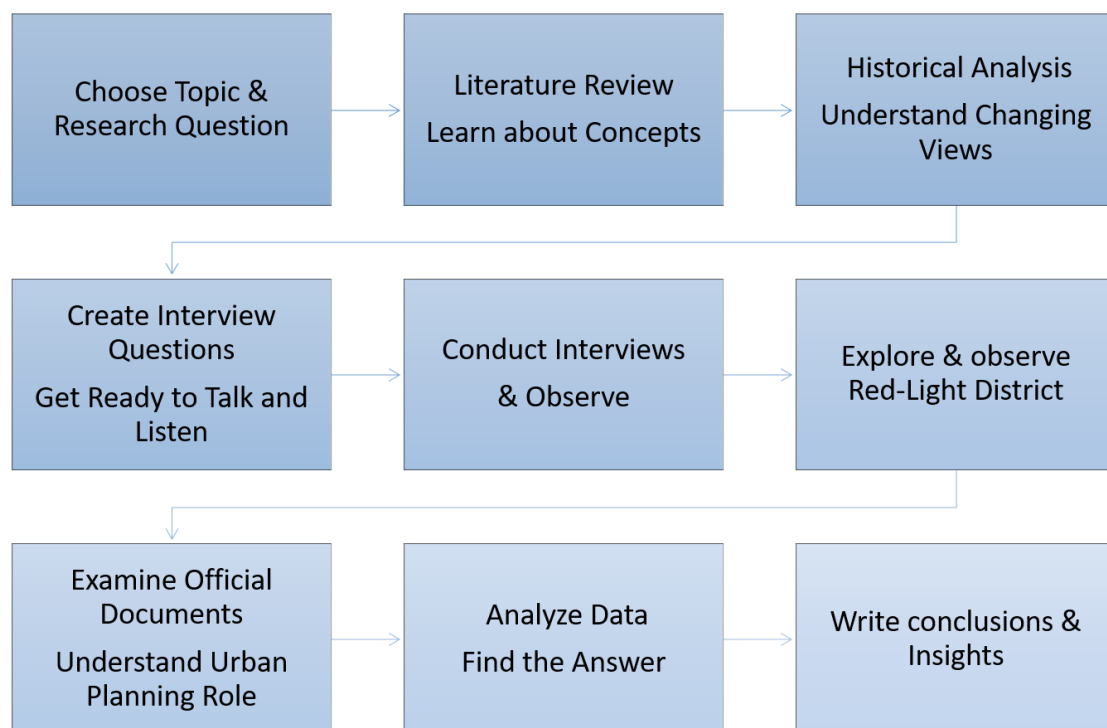 Choose Topic &
Research Question
Literature Review
Learn about Concepts
Historical Analysis
Understand Changing
Views
Create Interview
Questions
Get Ready to Talk and
Listen
Conduct Interviews
& Observe
Explore & observe
Red-Light District
Examine Official
Documents
Understand Urban
Planning Role
Analyze Data
Find the Answer
Write conclusions &
Insights